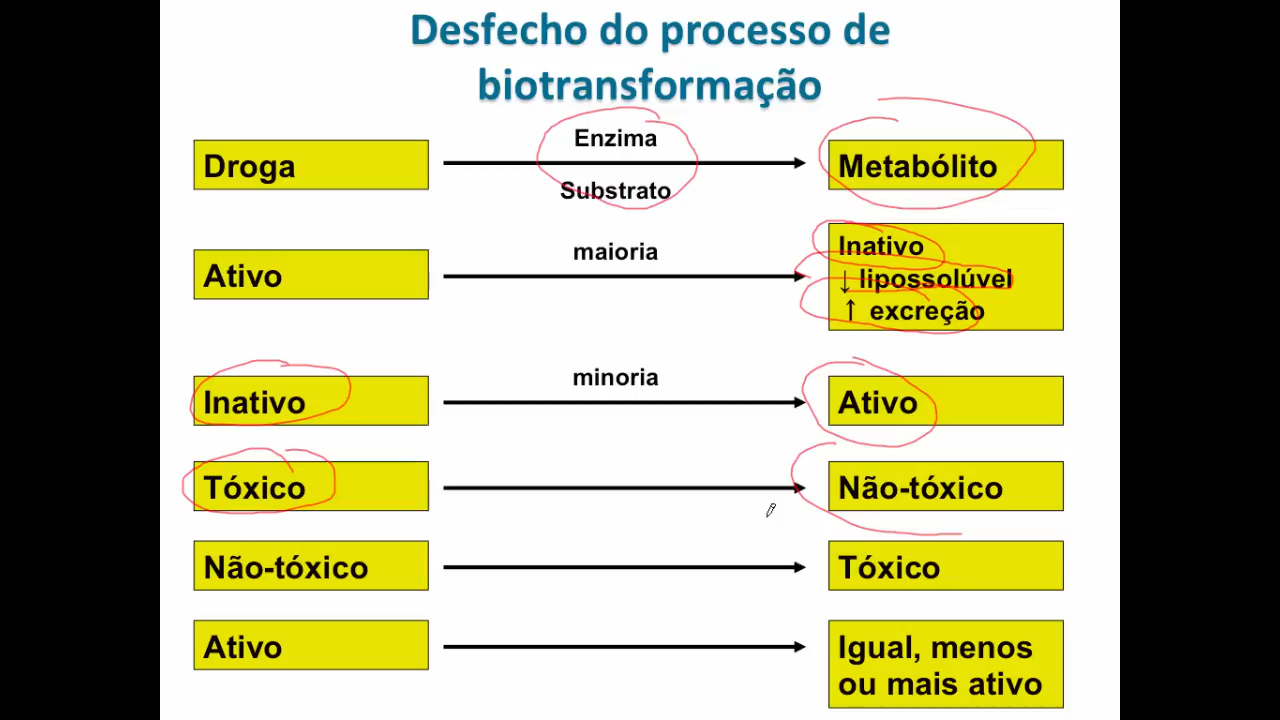 Desfecho do processo de
biotransformação
Droga
Enzima
Substrato
Metabólito
Ativo
maioria
Inativo
↓ lipossolúvel
↑ excreção
Inativo
minoria
Ativo
Tóxico
Não-tóxico
Não-tóxico
Tóxico
Ativo
Igual, menos
ou mais ativo